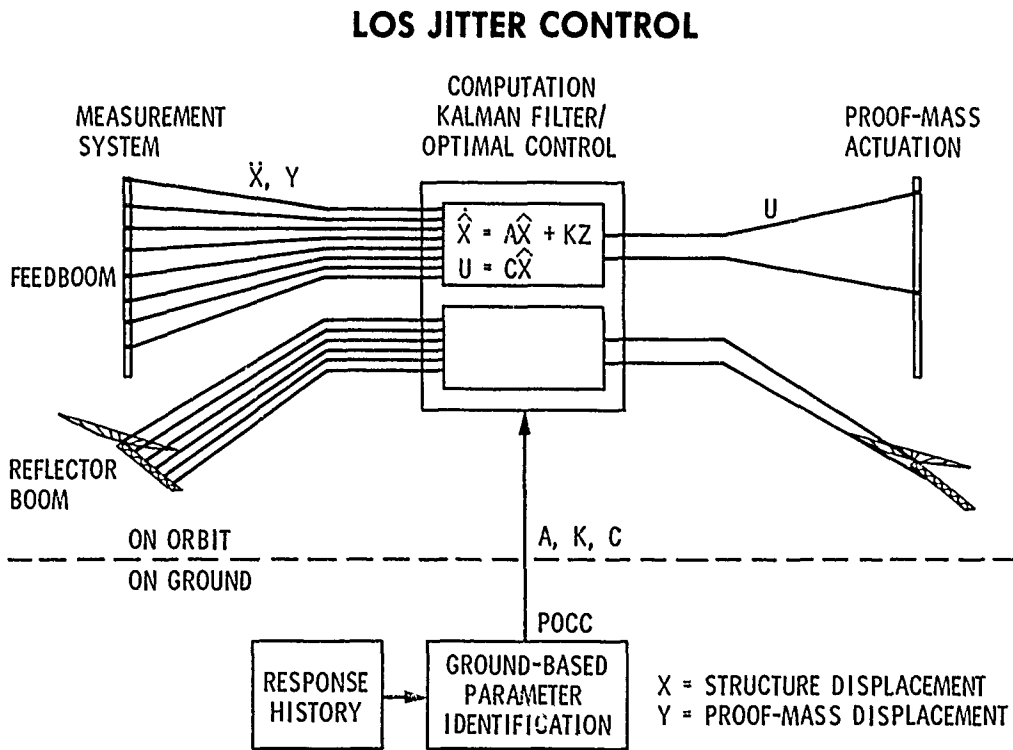 LOS JITTER CONTROL
MEASUREMENT
SYSTEM
COMPUTATION
KALMAN FILTER/
OPTIMAL CONTROL
PROOF-MASS
ACTUATION
Ẍ, Y
U
X̂̇ = AX̂ + KZ
U = CX̂
FEEDBOOM
REFLECTOR
BOOM
ON ORBIT
A, K, C
ON GROUND
POCC
RESPONSE
HISTORY
GROUND-BASED
PARAMETER
IDENTIFICATION
X = STRUCTURE DISPLACEMENT
Y = PROOF-MASS DISPLACEMENT